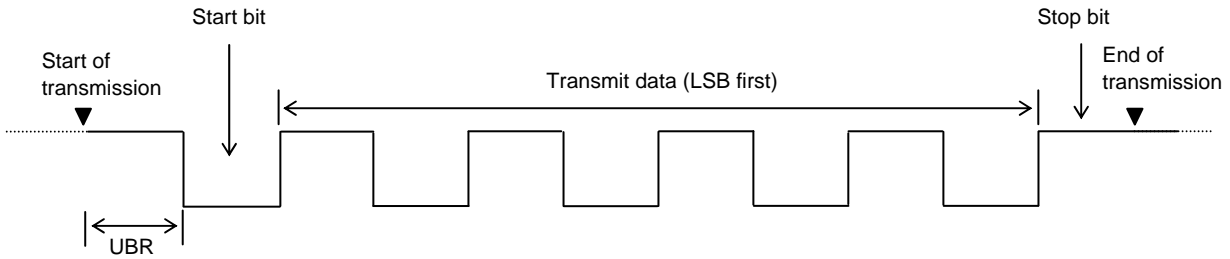 Start bit
Stop bit
Start of
transmission
End of
transmission
Transmit data (LSB first)
UBR